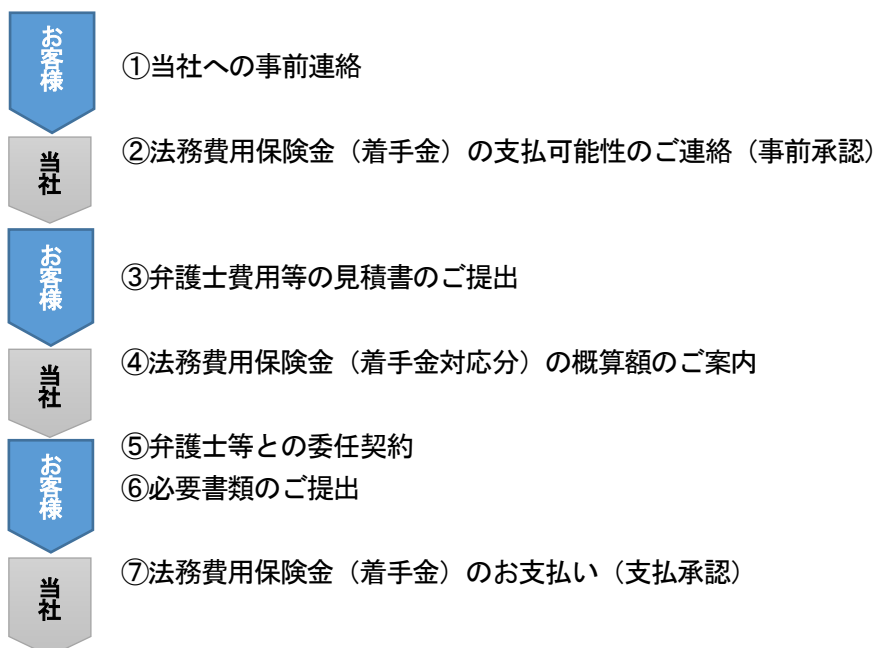 お客様
①当社への事前連絡
当社
②法務費用保険金（着手金）の支払可能性のご連絡（事前承認）
お客様
③弁護士費用等の見積書のご提出
当社
④法務費用保険金（着手金対応分）の概算額のご案内
お客様
⑤弁護士等との委任契約
⑥必要書類のご提出
当社
⑦法務費用保険金（着手金）のお支払い（支払承認）